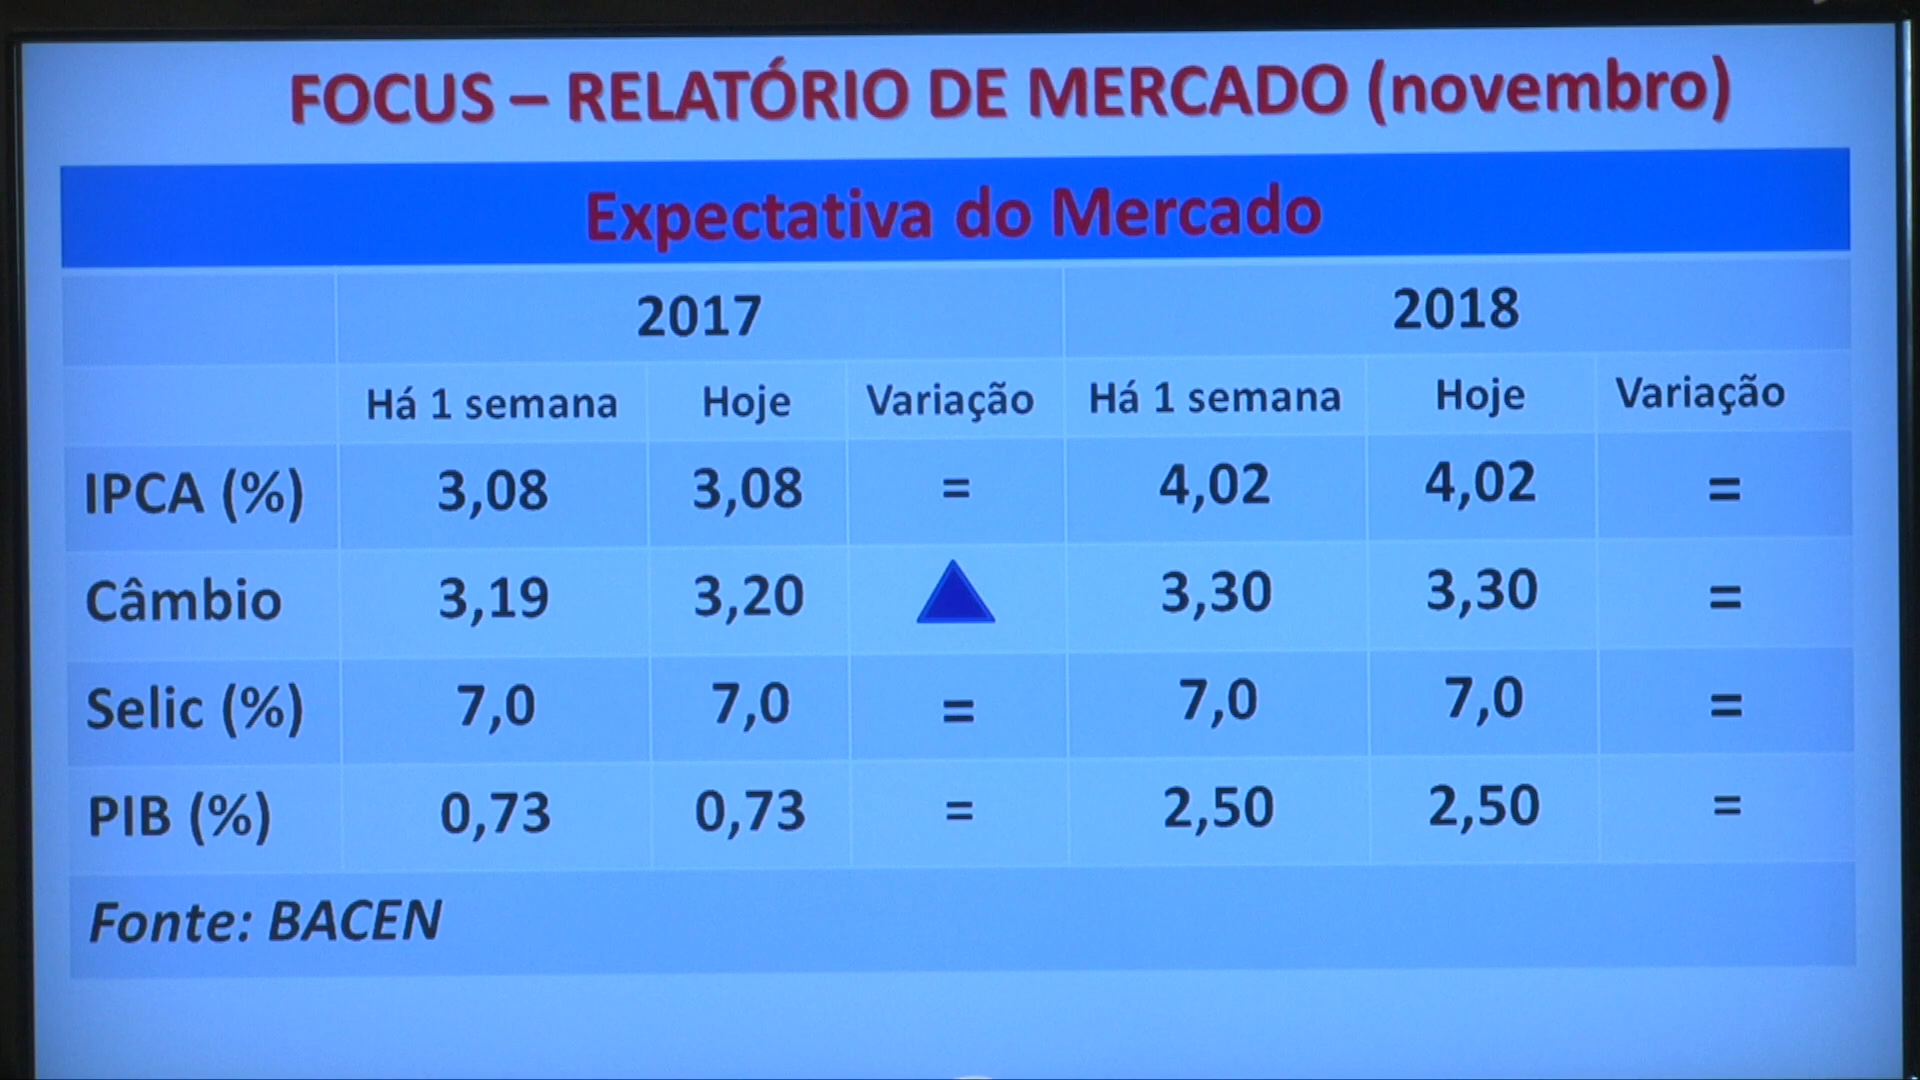 FOCUS – RELATÓRIO DE MERCADO (novembro)
Expectativa do Mercado
2017 2018
Há 1 semana Hoje Variação Há 1 semana Hoje Variação
IPCA (%) 3,08 3,08 = 4,02 4,02 =
Câmbio 3,19 3,20 3,30 3,30 =
Selic (%) 7,0 7,0 = 7,0 7,0 =
PIB (%) 0,73 0,73 = 2,50 2,50 =
Fonte: BACEN